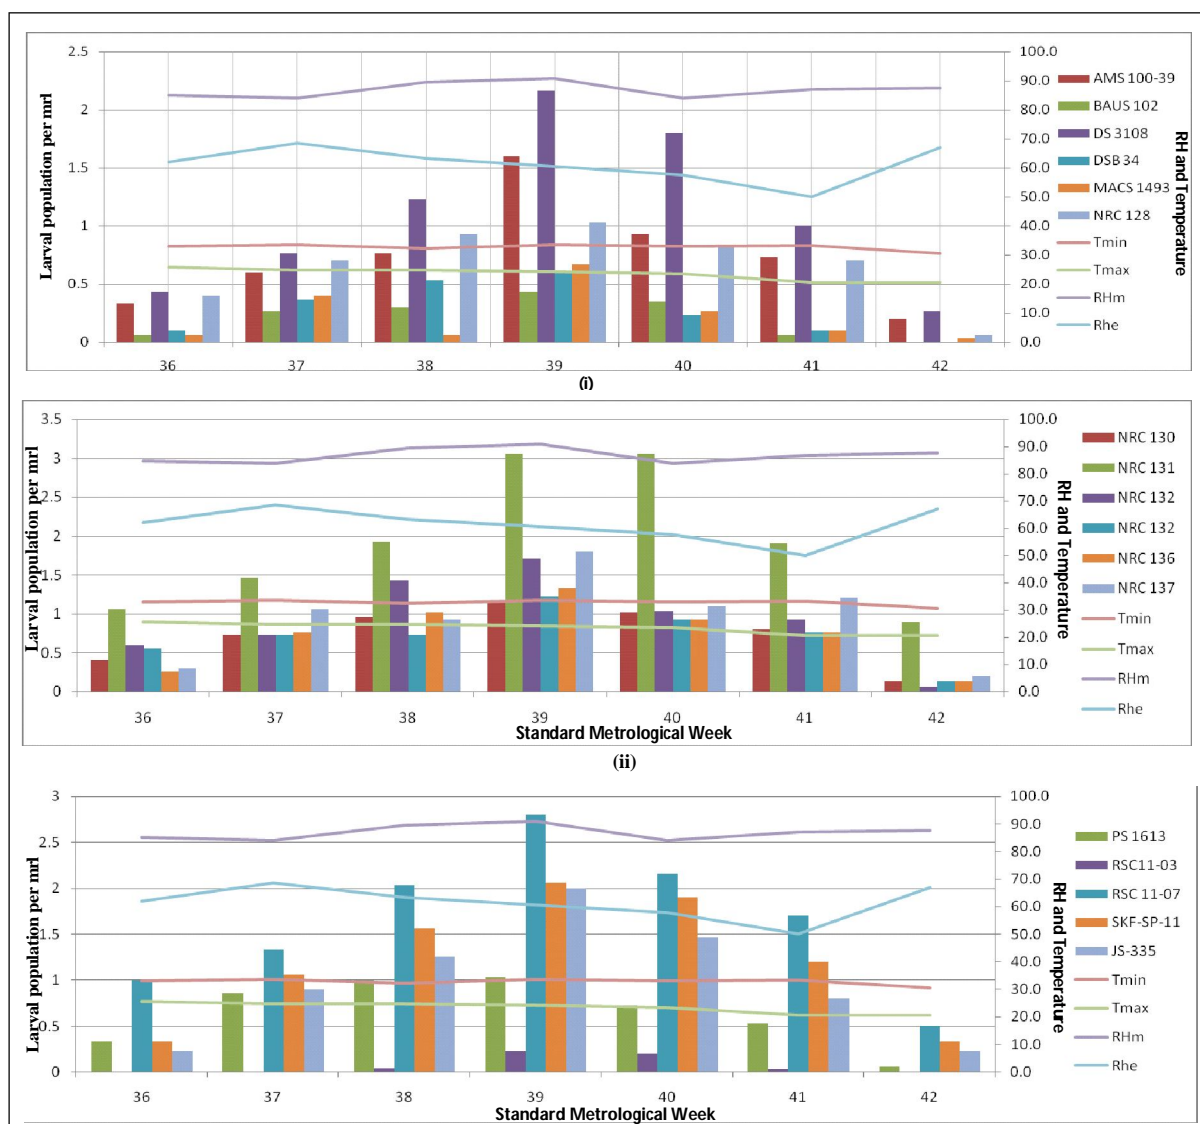 2.5
2
1.5
1
0.5
0
Larval population per mrl
100.0
90.0
80.0
70.0
60.0
50.0
40.0
30.0
20.0
10.0
0.0
RH and Temperature
AMS 100-39
BAUS 102
DS 3108
DSB 34
MACS 1493
NRC 128
Tmin
Tmax
RHm
Rhe
36 37 38 39 40 41 42
(i)
3.5
3
2.5
2
1.5
1
0.5
0
Larval population per mrl
100.0
90.0
80.0
70.0
60.0
50.0
40.0
30.0
20.0
10.0
0.0
RH and Temperature
NRC 130
NRC 131
NRC 132
NRC 132
NRC 136
NRC 137
Tmin
Tmax
RHm
Rhe
36 37 38 39 40 41 42
Standard Metrological Week
(ii)
3
2.5
2
1.5
1
0.5
0
Larval population per mrl
100.0
90.0
80.0
70.0
60.0
50.0
40.0
30.0
20.0
10.0
0.0
RH and Temperature
PS 1613
RSC11-03
RSC 11-07
SKF-SP-11
JS-335
Tmin
Tmax
RHm
Rhe
36 37 38 39 40 41 42
Standard Metrological Week